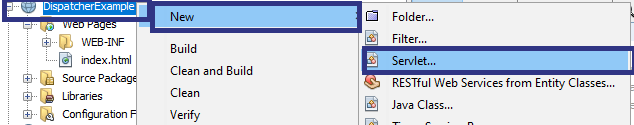 DispatcherExample
Web Pages
WEB-INF
index.html
Source Package
Libraries
Configuration F
New
Build
Clean and Build
Clean
Verify
Folder...
Filter...
Servlet...
RESTful Web Services from Entity Classes...
Java Class...